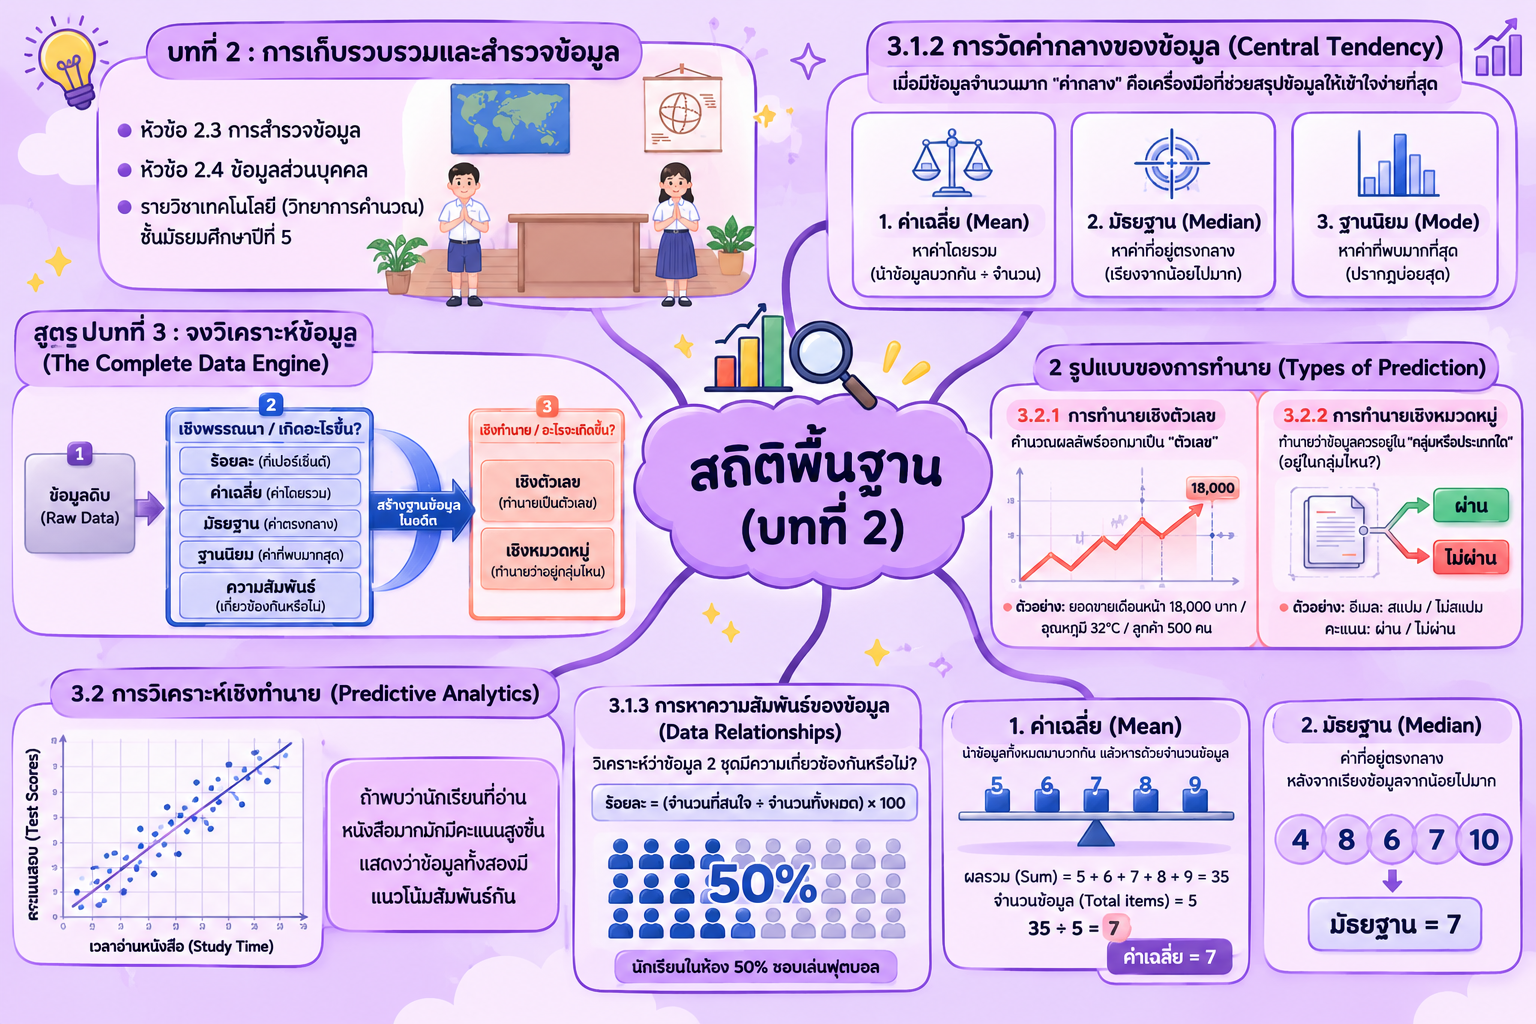 บทที่ 2 : การเก็บรวบรวมและสำรวจข้อมูล
หัวข้อ 2.3 การสำรวจข้อมูล
หัวข้อ 2.4 ข้อมูลส่วนบุคคล
รายวิชาเทคโนโลยี (วิทยาการคำนวณ)
ชั้นมัธยมศึกษาปีที่ 5
3.1.2 การวัดค่ากลางของข้อมูล (Central Tendency)
เมื่อมีข้อมูลจำนวนมาก "ค่ากลาง" คือเครื่องมือที่ช่วยสรุปข้อมูลให้เข้าใจง่ายที่สุด
1. ค่าเฉลี่ย (Mean)
หาค่าโดยรวม
(นำข้อมูลบวกกัน ÷ จำนวน)
2. มัธยฐาน (Median)
หาค่าที่อยู่ตรงกลาง
(เรียงจากน้อยไปมาก)
3. ฐานนิยม (Mode)
หาค่าที่พบมากที่สุด
(ปรากฏบ่อยสุด)
สูตรปบทที่ 3 : จงวิเคราะห์ข้อมูล
(The Complete Data Engine)
1
ข้อมูลดิบ
(Raw Data)
2
เชิงพรรณนา / เกิดอะไรขึ้น?
ร้อยละ (ที่เปอร์เซ็นต์)
ค่าเฉลี่ย (ค่าโดยรวม)
มัธยฐาน (ค่าตรงกลาง)
ฐานนิยม (ค่าที่พบมากสุด)
ความสัมพันธ์
(เกี่ยวข้องกันหรือไม่)
สร้างฐานข้อมูล
ในอดีต
3
เชิงทำนาย / อะไรจะเกิดขึ้น?
เชิงตัวเลข
(ทำนายเป็นตัวเลข)
เชิงหมวดหมู่
(ทำนายว่าอยู่กลุ่มไหน)
สถิติพื้นฐาน
(บทที่ 2)
2 รูปแบบของการทำนาย (Types of Prediction)
3.2.1 การทำนายเชิงตัวเลข
คำนวณผลลัพธ์ออกมาเป็น "ตัวเลข"
18,000
ตัวอย่าง: ยอดขายเดือนหน้า 18,000 บาท /
อุณหภูมิ 32°C / ลูกค้า 500 คน
3.2.2 การทำนายเชิงหมวดหมู่
ทำนายว่าข้อมูลควรอยู่ใน "กลุ่มหรือประเภทใด"
(อยู่ในกลุ่มไหน?)
ผ่าน
ไม่ผ่าน
ตัวอย่าง: อีเมล: สแปม / ไม่สแปม
คะแนน: ผ่าน / ไม่ผ่าน
3.2 การวิเคราะห์เชิงทำนาย (Predictive Analytics)
คะแนนสอบ (Test Scores)
เวลาอ่านหนังสือ (Study Time)
ถ้าพบว่านักเรียนที่อ่าน
หนังสือมากมักมีคะแนนสูงขึ้น
แสดงว่าข้อมูลทั้งสองมี
แนวโน้มสัมพันธ์กัน
3.1.3 การหาความสัมพันธ์ของข้อมูล
(Data Relationships)
วิเคราะห์ว่าข้อมูล 2 ชุดมีความเกี่ยวข้องกันหรือไม่?
ร้อยละ = (จำนวนที่สนใจ ÷ จำนวนทั้งหมด) × 100
50%
นักเรียนในห้อง 50% ชอบเล่นฟุตบอล
1. ค่าเฉลี่ย (Mean)
นำข้อมูลทั้งหมดมาบวกกัน แล้วหารด้วยจำนวนข้อมูล
5 6 7 8 9
ผลรวม (Sum) = 5 + 6 + 7 + 8 + 9 = 35
จำนวนข้อมูล (Total items) = 5
35 ÷ 5 = 7
ค่าเฉลี่ย = 7
2. มัธยฐาน (Median)
ค่าที่อยู่ตรงกลาง
หลังจากเรียงข้อมูลจากน้อยไปมาก
4 8 6 7 10
มัธยฐาน = 7